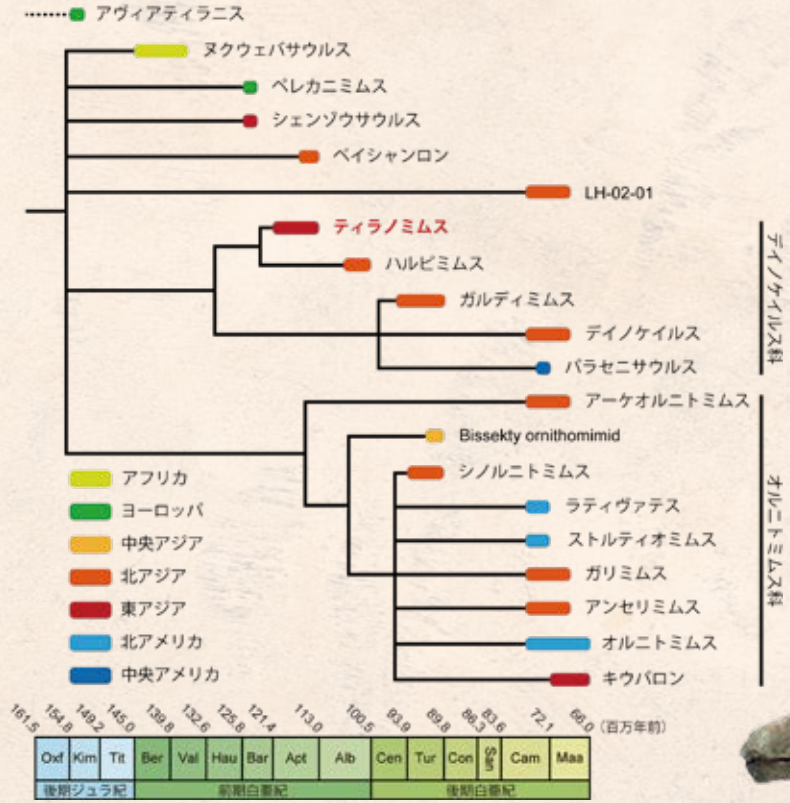 アヴィアティラニス
ヌクウェバサウルス
ペレカニミムス
シェンゾウサウルス
ベイシャンロン
LH-02-01
ティラノミムス
ハルピミムス
ガルディミムス
デイノケイルス
パラセニサウルス
デイノケイルス科
アーケオルニトミムス
Bissekty ornithomimid
シノルニトミムス
ラティヴァテス
ストルティオミムス
ガリミムス
アンセリミムス
オルニトミムス
キウパロン
オルニトミムス科
アフリカ
ヨーロッパ
中央アジア
北アジア
東アジア
北アメリカ
中央アメリカ
161.5 154.8 149.2 145.0 139.8 132.6 125.8 121.4 113.0 100.5 93.9 89.8 86.3 83.6 72.1 66.0 (百万年前)
Oxf Kim Tit Ber Val Hau Bar Apt Alb Cen Tur Con San Cam Maa
後期ジュラ紀 前期白亜紀 後期白亜紀